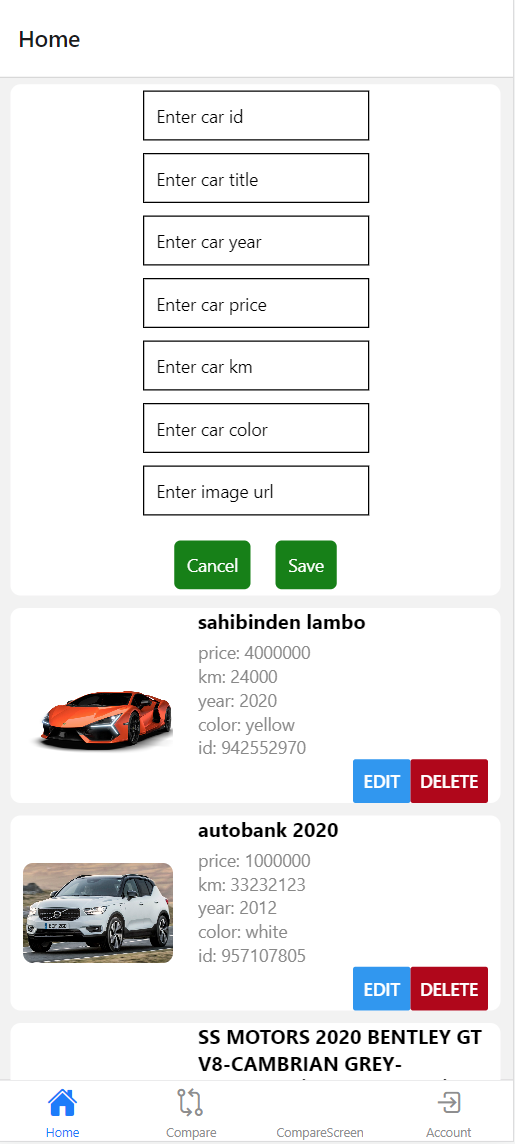 Home
Enter car id
Enter car title
Enter car year
Enter car price
Enter car km
Enter car color
Enter image url
Cancel Save
sahibinden lambo
price: 4000000
km: 24000
year: 2020
color: yellow
id: 942552970
EDIT DELETE
autobank 2020
price: 1000000
km: 33232123
year: 2012
color: white
id: 957107805
EDIT DELETE
SS MOTORS 2020 BENTLEY GT
V8-CAMBRIAN GREY-
Home Compare CompareScreen Account